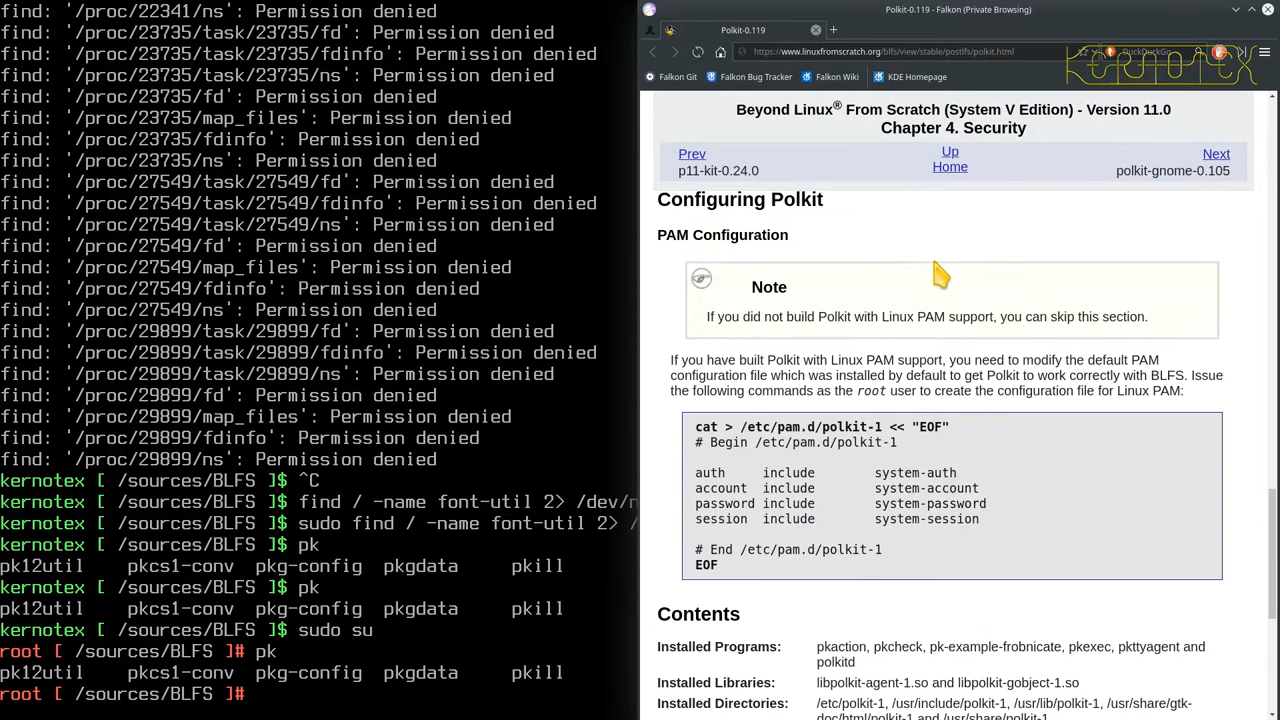 find: '/proc/22341/ns': Permission denied
find: '/proc/23735/task/23735/fd': Permission denied
find: '/proc/23735/task/23735/fdinfo': Permission denied
find: '/proc/23735/task/23735/ns': Permission denied
find: '/proc/23735/fd': Permission denied
find: '/proc/23735/map_files': Permission denied
find: '/proc/23735/fdinfo': Permission denied
find: '/proc/23735/ns': Permission denied
find: '/proc/27549/task/27549/fd': Permission denied
find: '/proc/27549/task/27549/fdinfo': Permission denied
find: '/proc/27549/task/27549/ns': Permission denied
find: '/proc/27549/fd': Permission denied
find: '/proc/27549/map_files': Permission denied
find: '/proc/27549/fdinfo': Permission denied
find: '/proc/27549/ns': Permission denied
find: '/proc/29899/task/29899/fd': Permission denied
find: '/proc/29899/task/29899/fdinfo': Permission denied
find: '/proc/29899/task/29899/ns': Permission denied
find: '/proc/29899/fd': Permission denied
find: '/proc/29899/map_files': Permission denied
find: '/proc/29899/fdinfo': Permission denied
find: '/proc/29899/ns': Permission denied
kernotex [ /sources/BLFS ]$ ^C
kernotex [ /sources/BLFS ]$ find / -name font-util 2> /dev/n
kernotex [ /sources/BLFS ]$ sudo find / -name font-util 2> /
kernotex [ /sources/BLFS ]$ pk
pk12util pkcs1-conv pkg-config pkgdata pkill
kernotex [ /sources/BLFS ]$ pk
pk12util pkcs1-conv pkg-config pkgdata pkill
kernotex [ /sources/BLFS ]$ sudo su
root [ /sources/BLFS ]# pk
pk12util pkcs1-conv pkg-config pkgdata pkill
root [ /sources/BLFS ]#
Polkit-0.119 - Falkon (Private Browsing)
Polkit-0.119
https://www.linuxfromscratch.org/blfs/view/stable/postlfs/polkit.html
DuckDuckGo
KERNOTEX
Falkon Git Falkon Bug Tracker Falkon Wiki KDE Homepage
Beyond Linux® From Scratch (System V Edition) - Version 11.0
Chapter 4. Security
Prev Up Next
p11-kit-0.24.0 Home polkit-gnome-0.105
Configuring Polkit
PAM Configuration
Note
If you did not build Polkit with Linux PAM support, you can skip this section.
If you have built Polkit with Linux PAM support, you need to modify the default PAM
configuration file which was installed by default to get Polkit to work correctly with BLFS. Issue
the following commands as the root user to create the configuration file for Linux PAM:
cat > /etc/pam.d/polkit-1 << "EOF"
# Begin /etc/pam.d/polkit-1
auth include system-auth
account include system-account
password include system-password
session include system-session
# End /etc/pam.d/polkit-1
EOF
Contents
Installed Programs: pkaction, pkcheck, pk-example-frobnicate, pkexec, pkttyagent and
polkitd
Installed Libraries: libpolkit-agent-1.so and libpolkit-gobject-1.so
Installed Directories: /etc/polkit-1, /usr/include/polkit-1, /usr/lib/polkit-1, /usr/share/gtk-
doc/html/polkit-1 and /usr/share/polkit-1